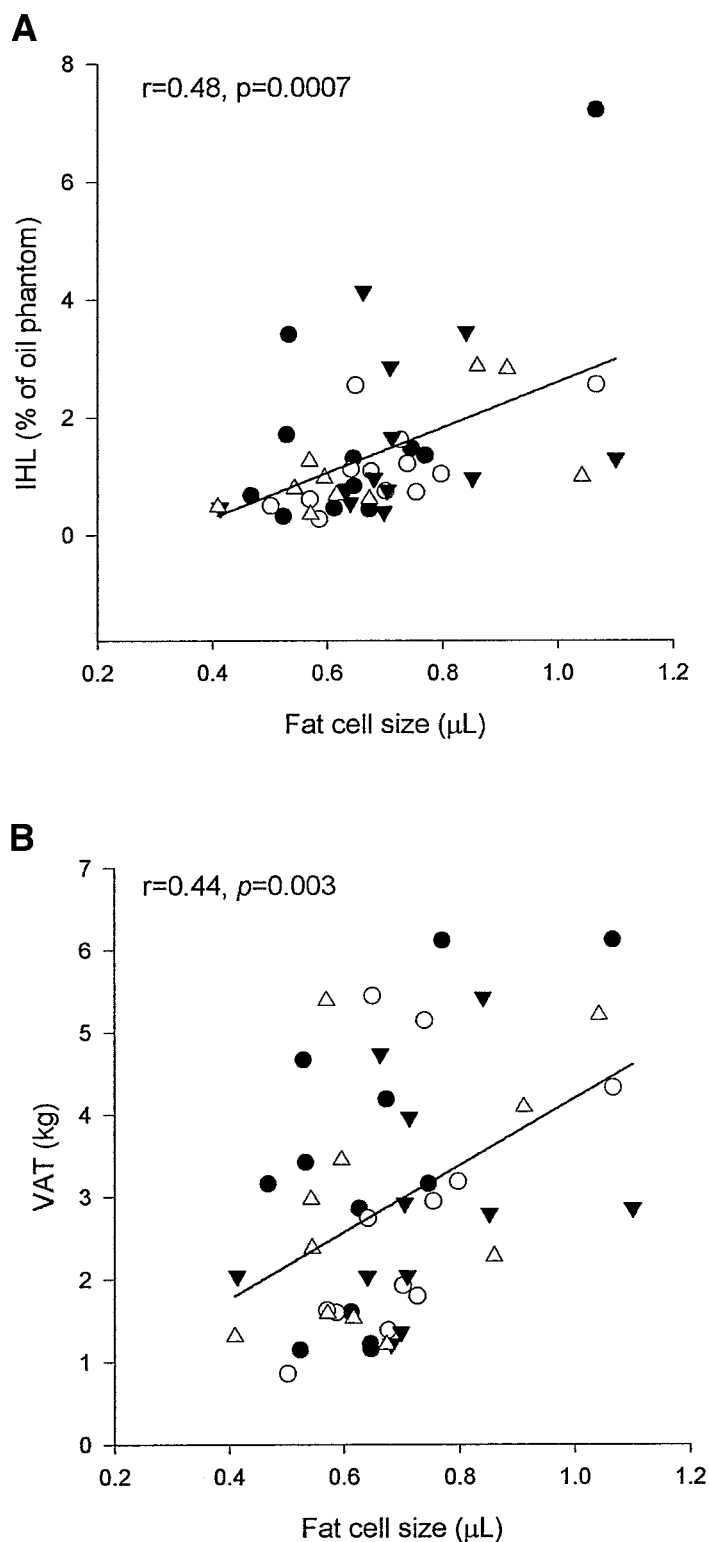 A
r=0.48, p=0.0007
IHL (% of oil phantom)
8
6
4
2
0
0.2 0.4 0.6 0.8 1.0 1.2
Fat cell size (μL)
B
r=0.44, p=0.003
VAT (kg)
7
6
5
4
3
2
1
0
0.2 0.4 0.6 0.8 1.0 1.2
Fat cell size (μL)